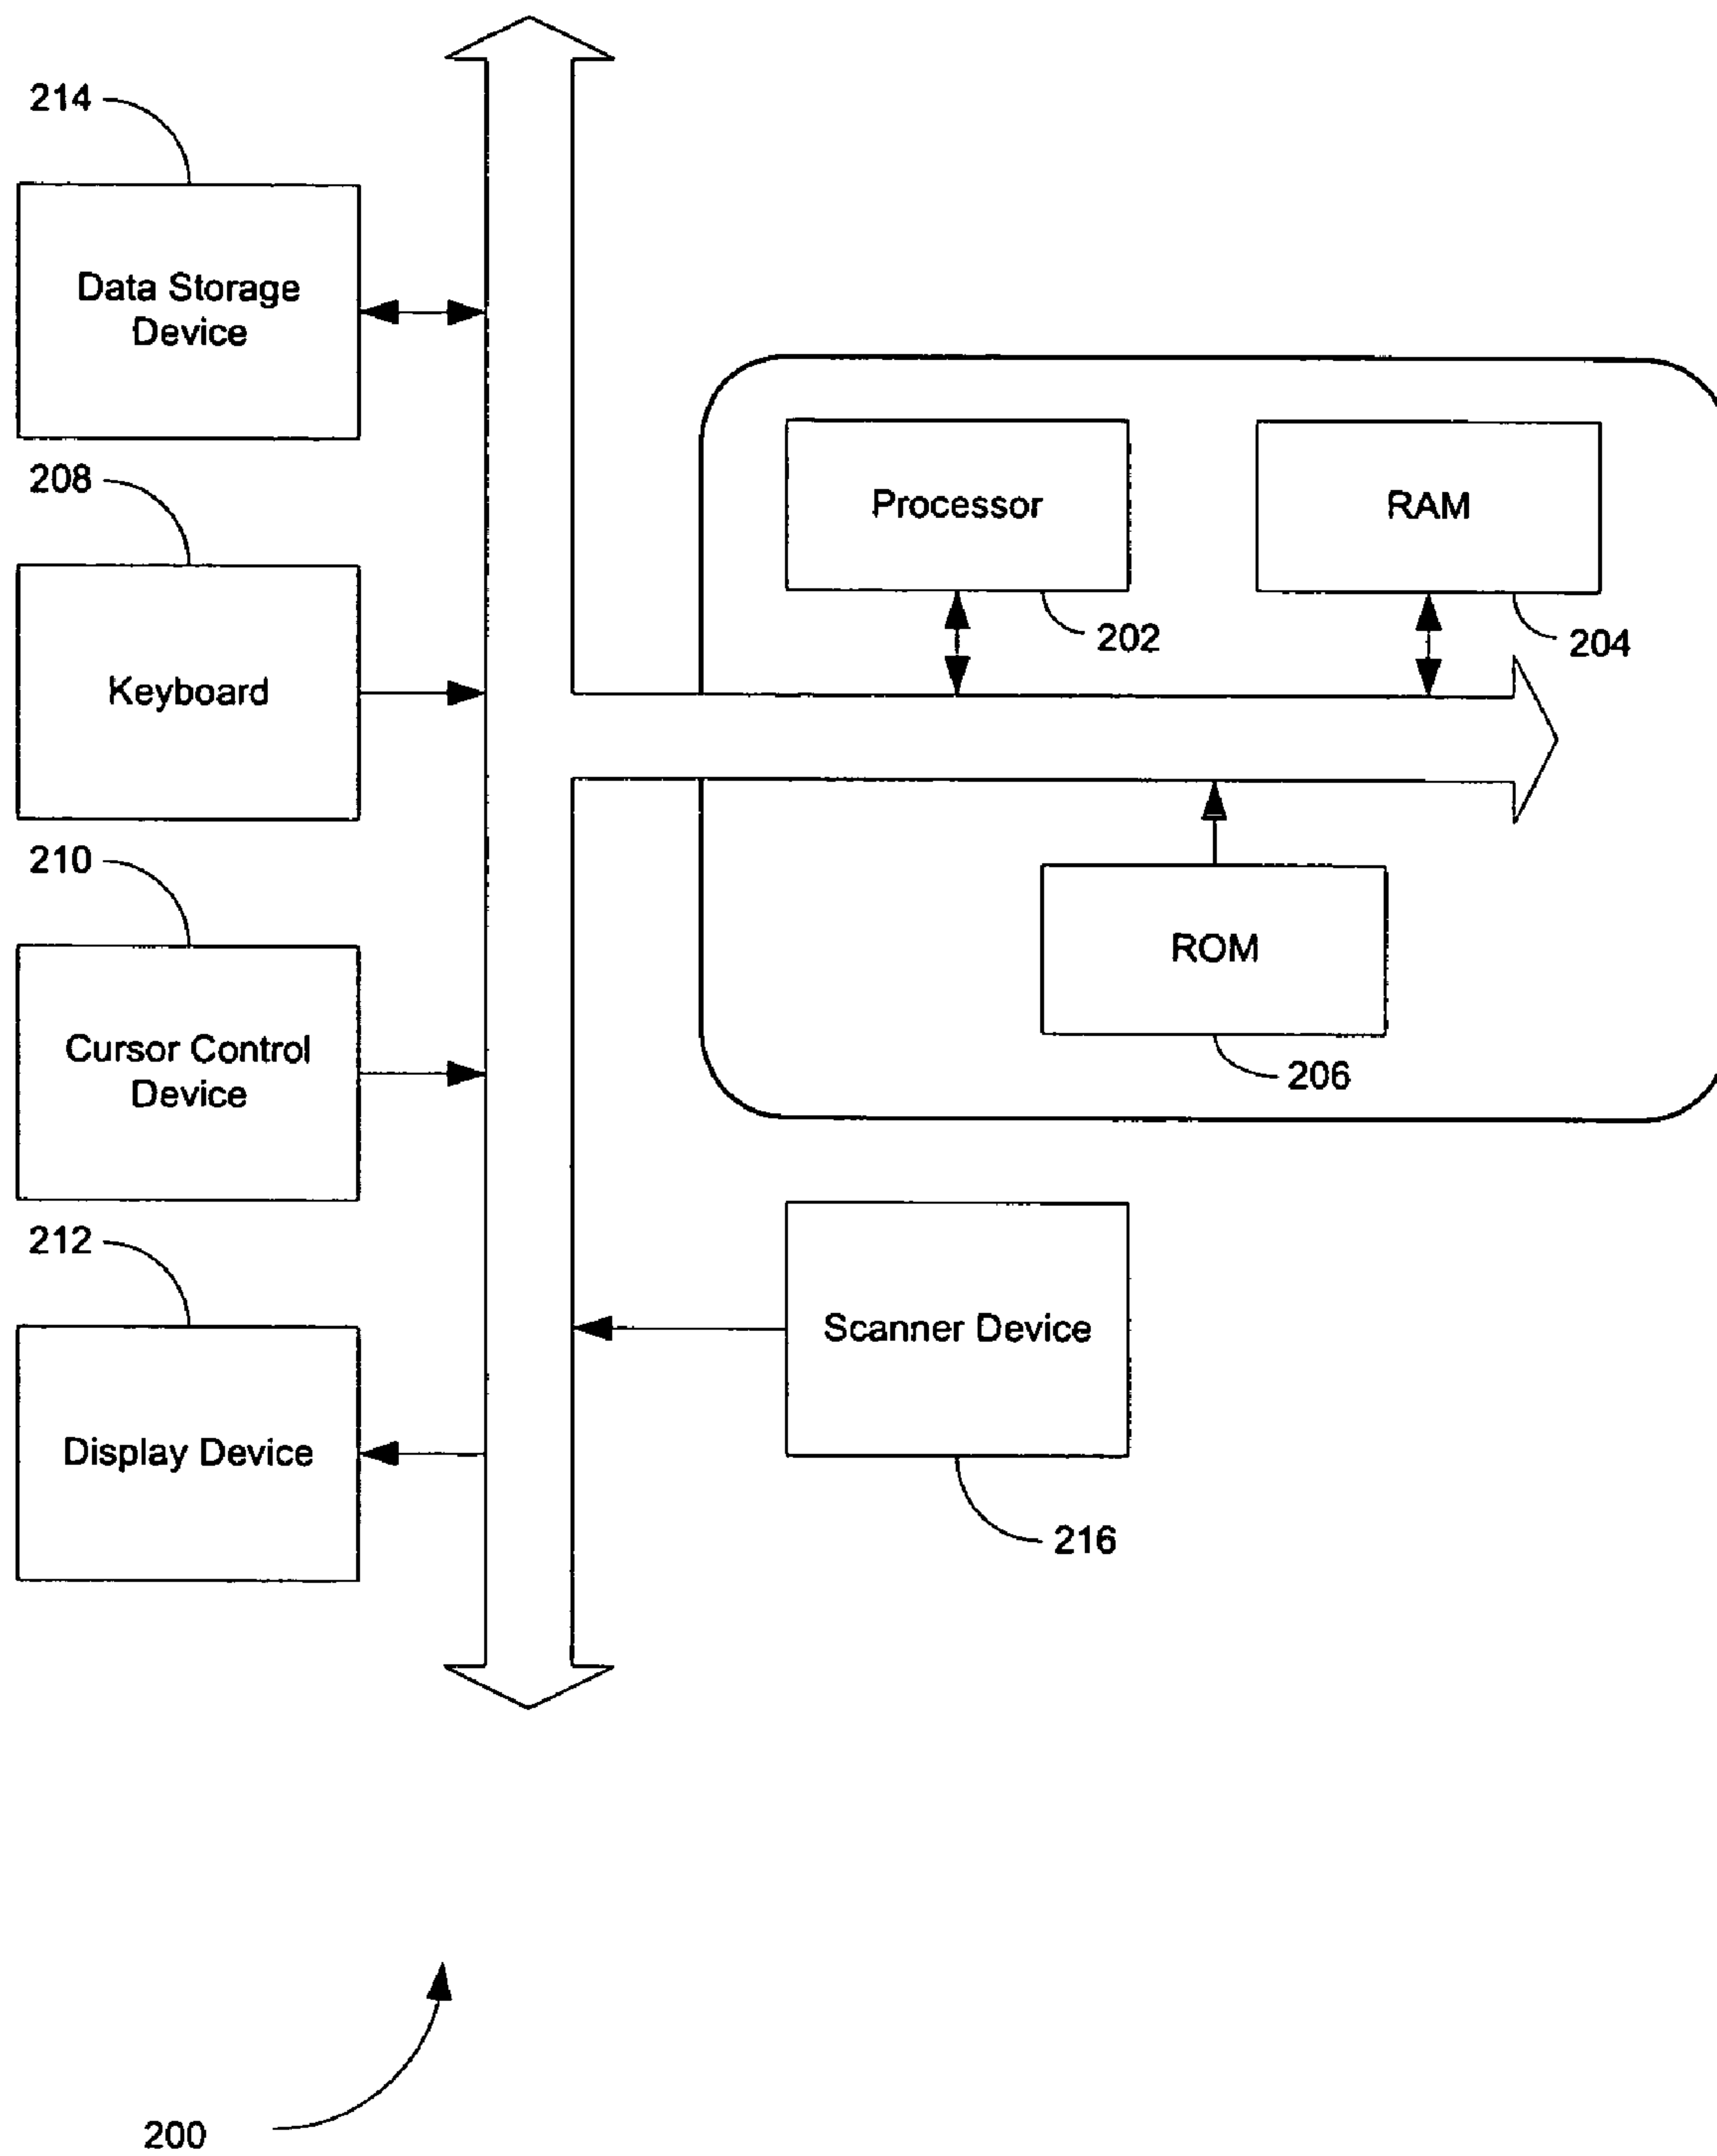 214
Data Storage
Device
208
Processor
RAM
202
204
Keyboard
210
ROM
Cursor Control
Device
206
212
Scanner Device
Display Device
216
200